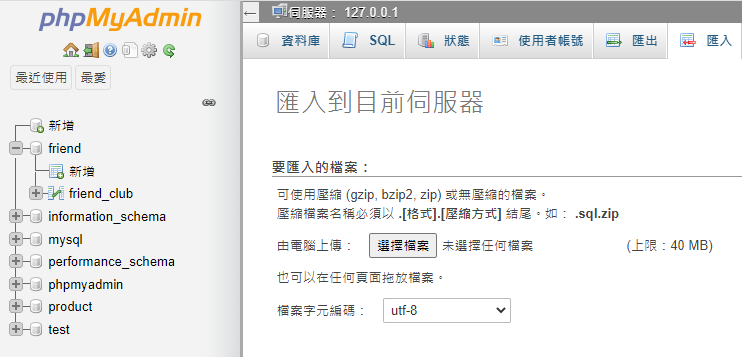 phpMyAdmin
最近使用 最愛
新增
friend
新增
friend_club
information_schema
mysql
performance_schema
phpmyadmin
product
test
伺服器： 127.0.0.1
資料庫 SQL 狀態 使用者帳號 匯出 匯入
匯入到目前伺服器
要匯入的檔案：
可使用壓縮 (gzip, bzip2, zip) 或無壓縮的檔案。
壓縮檔案名稱必須以 .[格式].[壓縮方式] 結尾。如： .sql.zip
由電腦上傳： 選擇檔案 未選擇任何檔案 (上限：40 MB)
也可以在任何頁面拖放檔案。
檔案字元編碼： utf-8